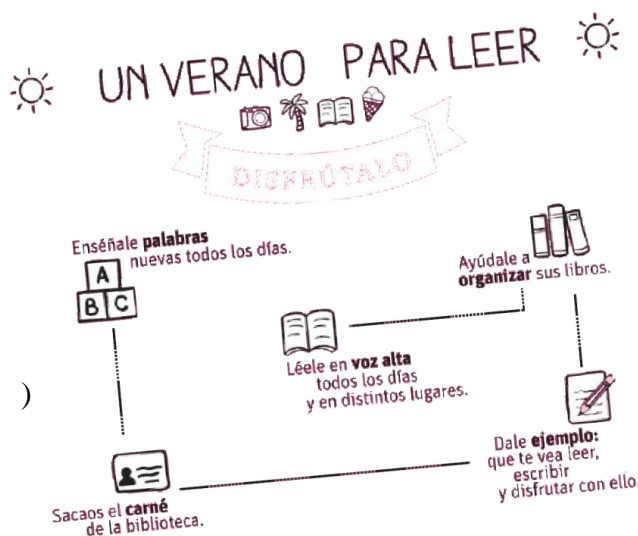 UN VERANO PARA LEER
DISFRÚTALO
Enséñale palabras
nuevas todos los días.
A
B C
Ayúdale a
organizar sus libros.
Léele en voz alta
todos los días
y en distintos lugares.
)
Dale ejemplo:
que te vea leer,
escribir
y disfrutar con ello.
Sacaos el carné
de la biblioteca.